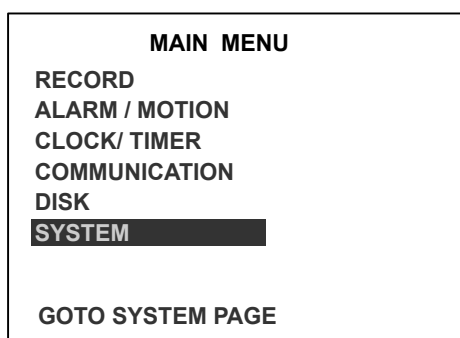 MAIN MENU
RECORD
ALARM / MOTION
CLOCK/ TIMER
COMMUNICATION
DISK
SYSTEM
GOTO SYSTEM PAGE